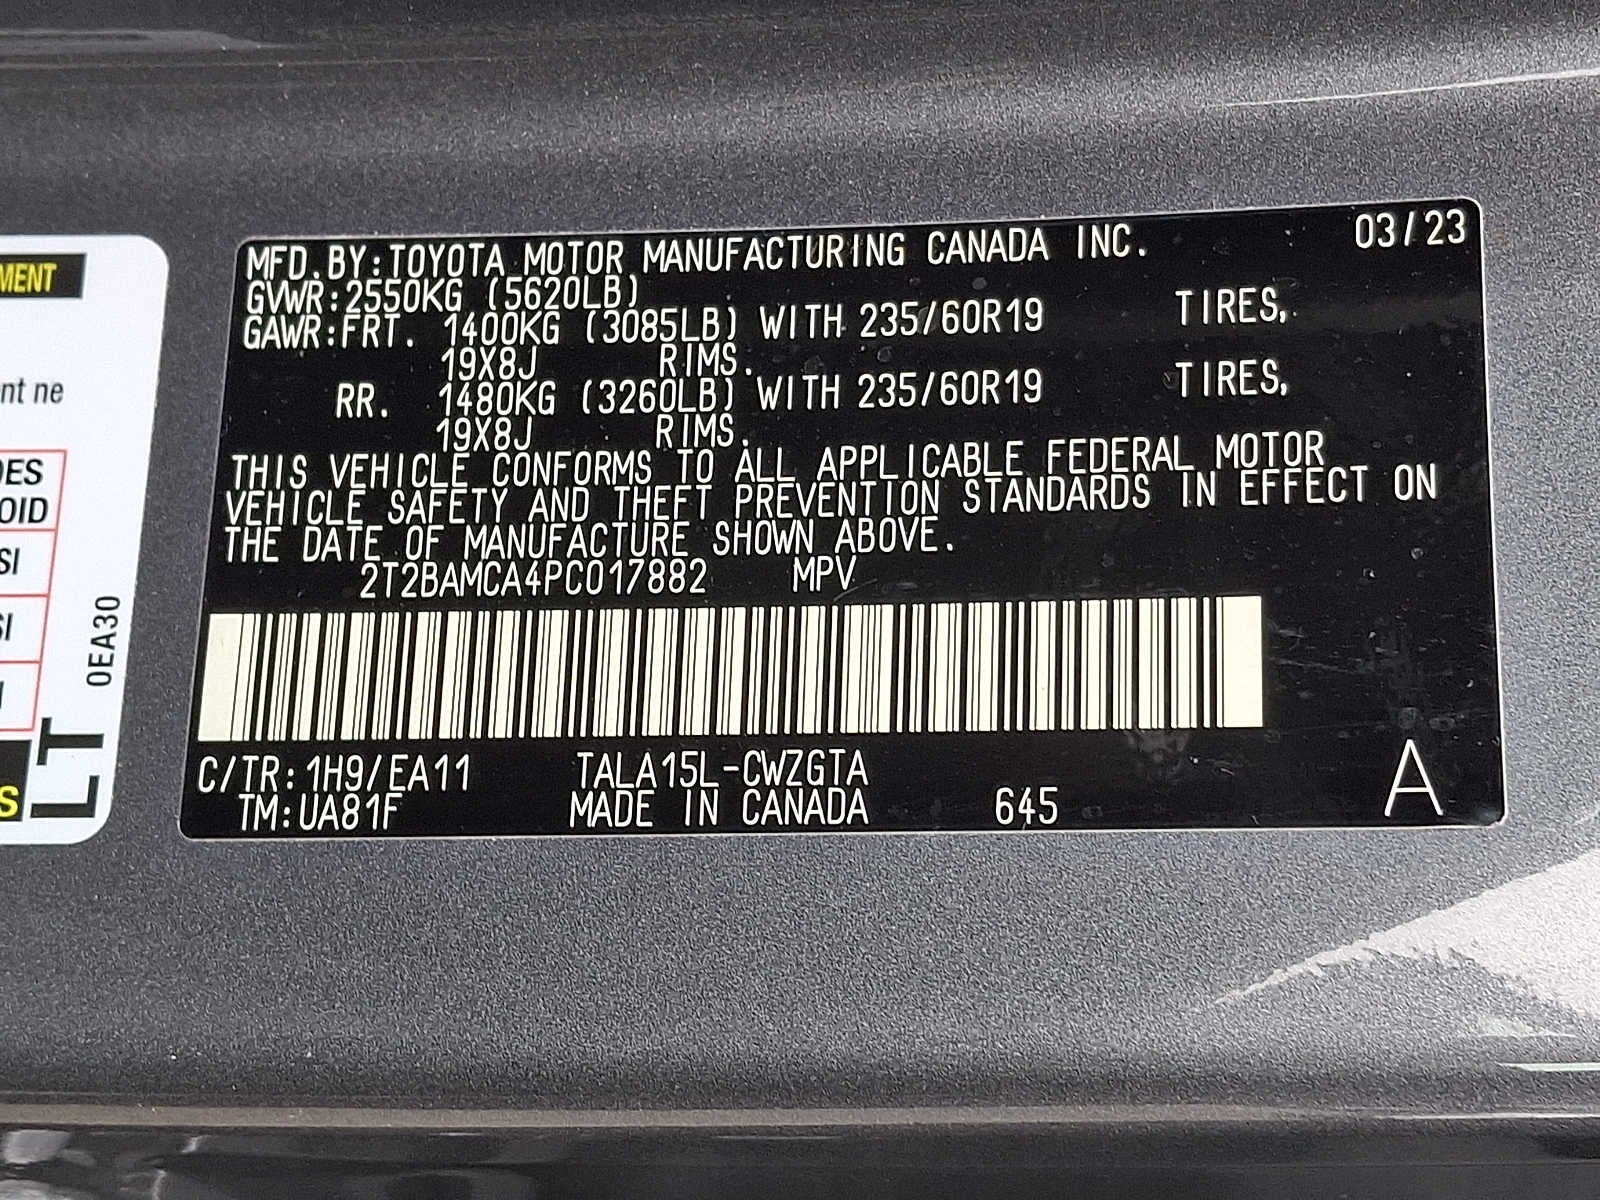 MFD.BY:TOYOTA MOTOR MANUFACTURING CANADA INC. 03/23
GVWR:2550KG (5620LB)
GAWR:FRT. 1400KG (3085LB) WITH 235/60R19 TIRES,
19X8J RIMS.
RR. 1480KG (3260LB) WITH 235/60R19 TIRES,
19X8J RIMS.
THIS VEHICLE CONFORMS TO ALL APPLICABLE FEDERAL MOTOR
VEHICLE SAFETY AND THEFT PREVENTION STANDARDS IN EFFECT ON
THE DATE OF MANUFACTURE SHOWN ABOVE.
2T2BAMCA4PC017882 MPV
C/TR:1H9/EA11 TALA15L-CWZGTA
TM:UA81F MADE IN CANADA 645 A
MENT
nt ne
DES
OID
SI
SI
S
LT
0EA30